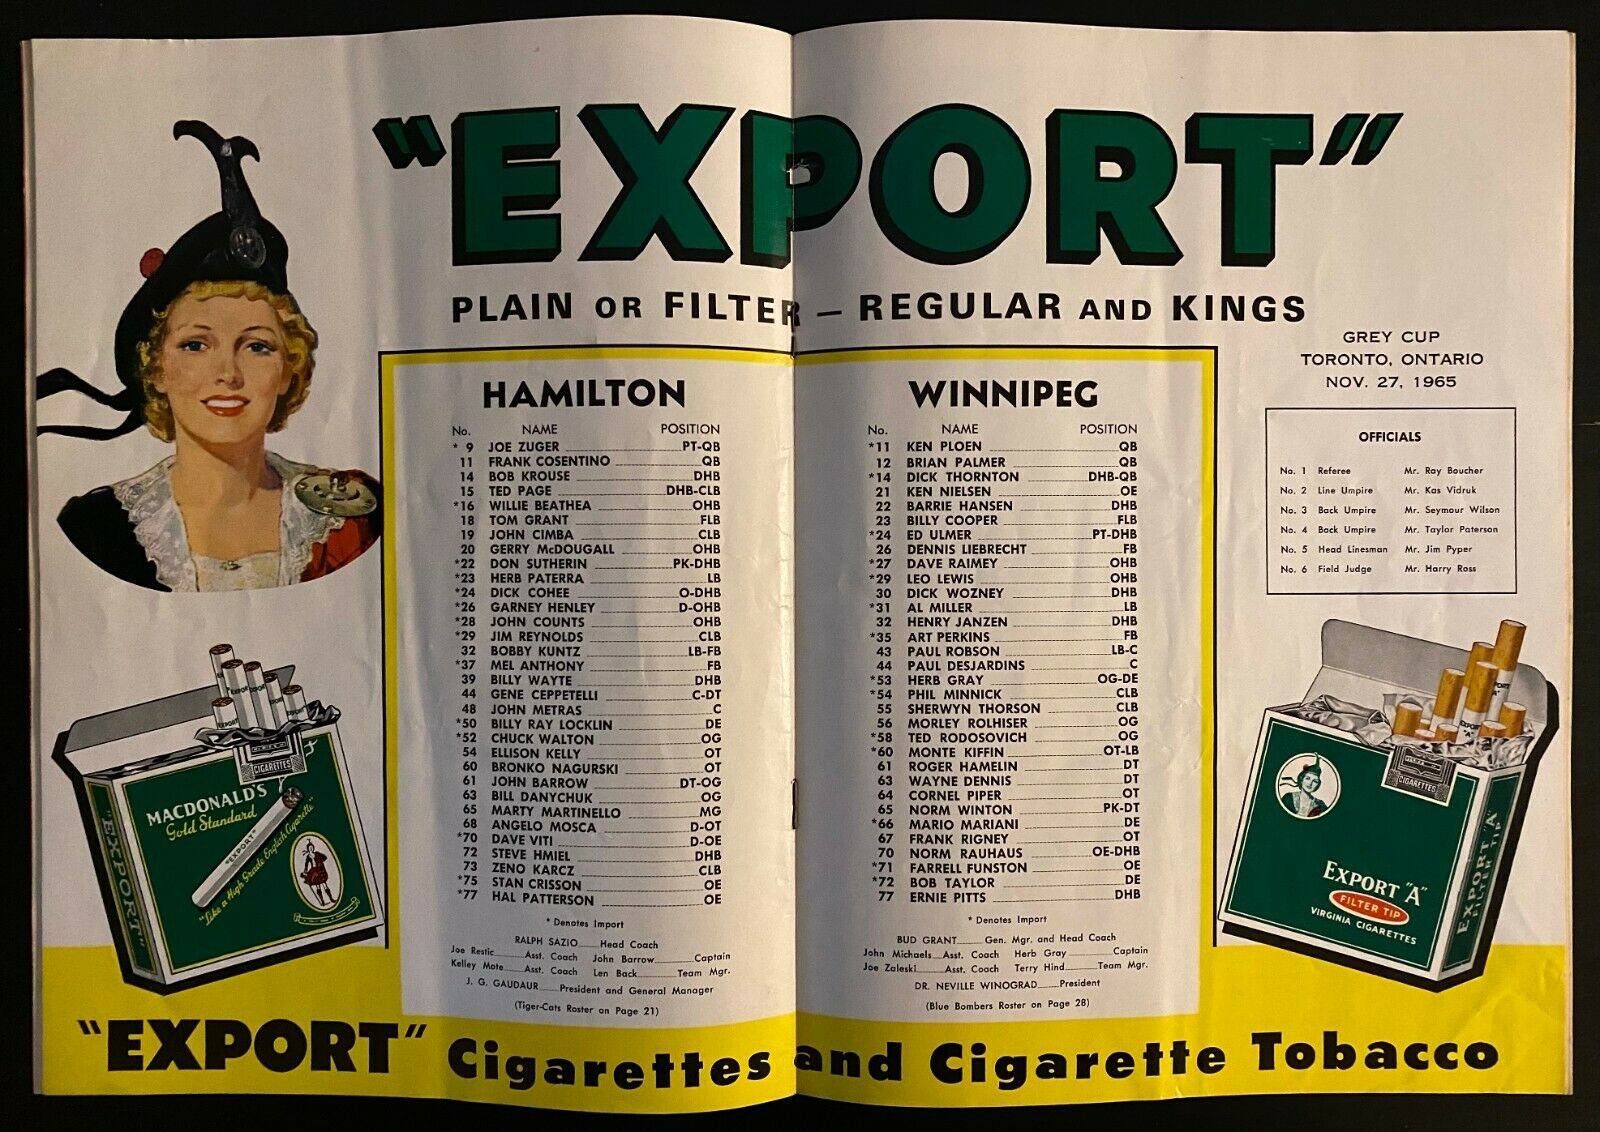 "EXPORT"
PLAIN OR FILTER — REGULAR AND KINGS
HAMILTON
No. NAME POSITION
*9 JOE ZUGER PT-QB
11 FRANK COSENTINO QB
14 BOB KROUSE DHB
15 TED PAGE DHB-CLB
*16 WILLIE BEATHEA OHB
18 TOM GRANT FLB
19 JOHN CIMBA CLB
20 GERRY McDOUGALL OHB
*22 DON SUTHERIN PK-DHB
*23 HERB PATERRA LB
*24 DICK COHEE O-DHB
*26 GARNEY HENLEY D-OHB
*28 JOHN COUNTS OHB
*29 JIM REYNOLDS CLB
32 BOBBY KUNTZ LB-FB
*37 MEL ANTHONY FB
39 BILLY WAYTE DHB
44 GENE CEPPETELLI C-DT
48 JOHN METRAS C
*50 BILLY RAY LOCKLIN DE
*52 CHUCK WALTON OG
54 ELLISON KELLY OT
60 BRONKO NAGURSKI OT
61 JOHN BARROW DT-OG
63 BILL DANYCHUK OG
65 MARTY MARTINELLO MG
68 ANGELO MOSCA D-OT
*70 DAVE VITI D-OE
72 STEVE HMIEL DHB
73 ZENO KARCZ CLB
*75 STAN CRISSON OE
*77 HAL PATTERSON OE
* Denotes Import
RALPH SAZIO Head Coach
Joe Restic Asst. Coach John Barrow Captain
Kelley Mote Asst. Coach Len Back Team Mgr.
J. G. GAUDAUR President and General Manager
(Tiger-Cats Roster on Page 21)
WINNIPEG
No. NAME POSITION
*11 KEN PLOEN QB
12 BRIAN PALMER QB
*14 DICK THORNTON DHB-QB
21 KEN NIELSEN OE
22 BARRIE HANSEN DHB
23 BILLY COOPER FLB
*24 ED ULMER PT-DHB
26 DENNIS LIEBRECHT FB
*27 DAVE RAIMEY OHB
*29 LEO LEWIS OHB
30 DICK WOZNEY DHB
*31 AL MILLER LB
32 HENRY JANZEN DHB
*35 ART PERKINS FB
43 PAUL ROBSON LB-C
44 PAUL DESJARDINS C
*53 HERB GRAY OG-DE
*54 PHIL MINNICK CLB
55 SHERWYN THORSON CLB
56 MORLEY ROLHISER OG
*58 TED RODOSOVICH OG
*60 MONTE KIFFIN OT-LB
61 ROGER HAMELIN DT
63 WAYNE DENNIS DT
64 CORNEL PIPER OT
65 NORM WINTON PK-DT
*66 MARIO MARIANI DE
67 FRANK RIGNEY OT
70 NORM RAUHAUS OE-DHB
*71 FARRELL FUNSTON OE
*72 BOB TAYLOR DE
77 ERNIE PITTS DHB
* Denotes Import
BUD GRANT Gen. Mgr. and Head Coach
John Michaels Asst. Coach Herb Gray Captain
Joe Zaleski Asst. Coach Terry Hind Team Mgr.
DR. NEVILLE WINOGRAD President
(Blue Bombers Roster on Page 28)
GREY CUP
TORONTO, ONTARIO
NOV. 27, 1965
OFFICIALS
No. 1 Referee Mr. Ray Boucher
No. 2 Line Umpire Mr. Kas Vidruk
No. 3 Back Umpire Mr. Seymour Wilson
No. 4 Back Umpire Mr. Taylor Paterson
No. 5 Head Linesman Mr. Jim Pyper
No. 6 Field Judge Mr. Harry Ross
CIGARETTES
MACDONALD'S
Gold Standard
"EXPORT"
"Like a High Grade English Cigarette"
"EXPORT"
CIGARETTES
EXPORT "A"
FILTER TIP
VIRGINIA CIGARETTES
EXPORT "A"
FILTER TIP
"EXPORT" Cigarettes and Cigarette Tobacco